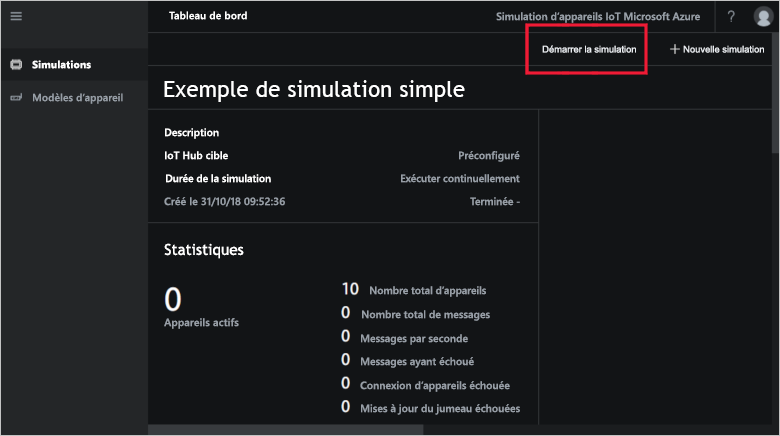 Tableau de bord
Simulation d'appareils IoT Microsoft Azure
?
Démarrer la simulation
+ Nouvelle simulation
Simulations
Modèles d'appareil
Exemple de simulation simple
Description
IoT Hub cible Préconfiguré
Durée de la simulation Exécuter continuellement
Créé le 31/10/18 09:52:36 Terminée -
Statistiques
0
Appareils actifs
10 Nombre total d'appareils
0 Nombre total de messages
0 Messages par seconde
0 Messages ayant échoué
0 Connexion d'appareils échouée
0 Mises à jour du jumeau échouées